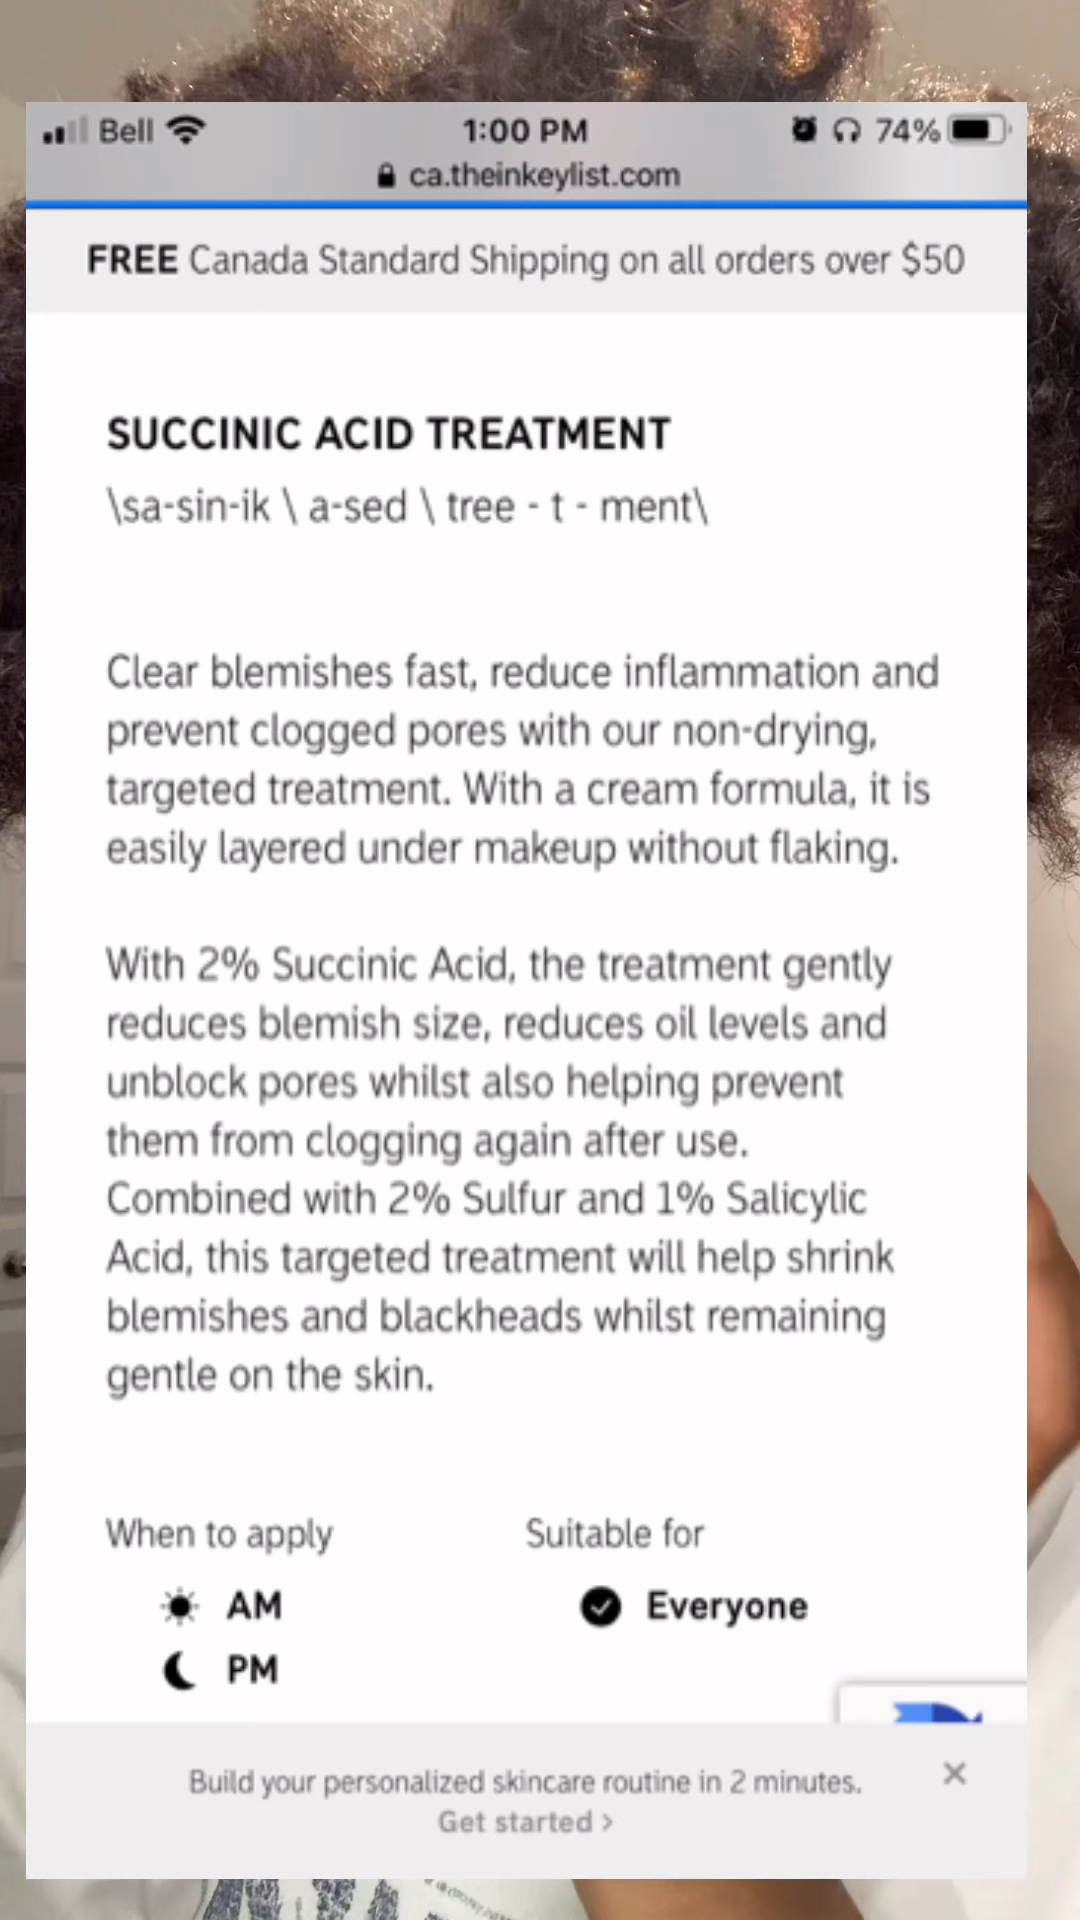 Bell 1:00 PM 74%
ca.theinkeylist.com
FREE Canada Standard Shipping on all orders over $50
SUCCINIC ACID TREATMENT
\sa-sin-ik \ a-sed \ tree - t - ment\
Clear blemishes fast, reduce inflammation and
prevent clogged pores with our non-drying,
targeted treatment. With a cream formula, it is
easily layered under makeup without flaking.
With 2% Succinic Acid, the treatment gently
reduces blemish size, reduces oil levels and
unblock pores whilst also helping prevent
them from clogging again after use.
Combined with 2% Sulfur and 1% Salicylic
Acid, this targeted treatment will help shrink
blemishes and blackheads whilst remaining
gentle on the skin.
When to apply Suitable for
AM Everyone
PM
Build your personalized skincare routine in 2 minutes. ×
Get started >